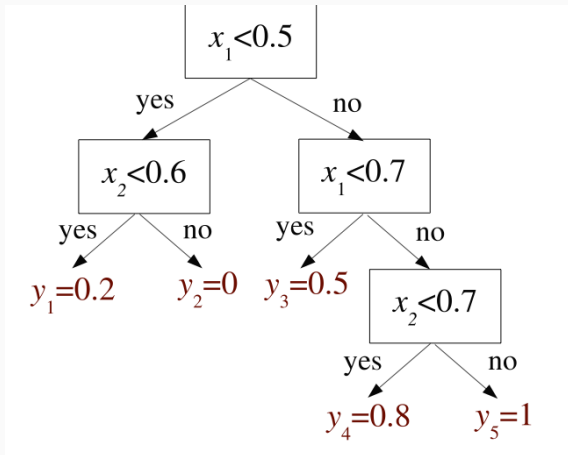 x₁<0.5
yes no
x₂<0.6 x₁<0.7
yes no yes no
y₁=0.2 y₂=0 y₃=0.5 x₂<0.7
yes no
y₄=0.8 y₅=1